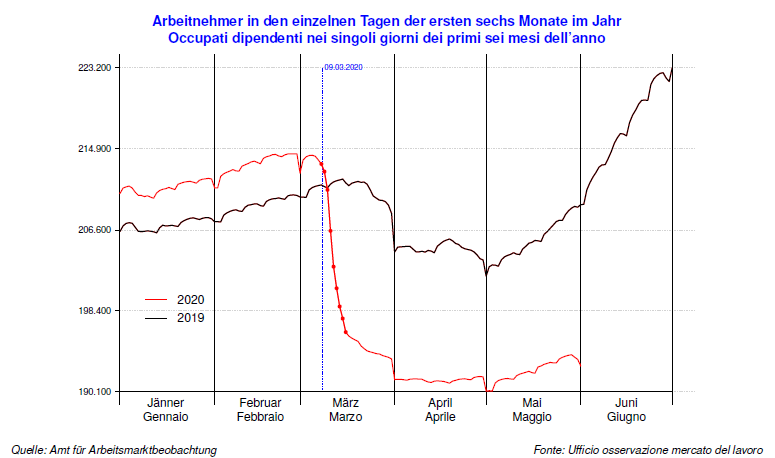 Arbeitnehmer in den einzelnen Tagen der ersten sechs Monate im Jahr
Occupati dipendenti nei singoli giorni dei primi sei mesi dell'anno
09.03.2020
223.200
214.900
206.600
198.400
190.100
2020
2019
Jänner Februar März April Mai Juni
Gennaio Febbraio Marzo Aprile Maggio Giugno
Quelle: Amt für Arbeitsmarktbeobachtung Fonte: Ufficio osservazione mercato del lavoro